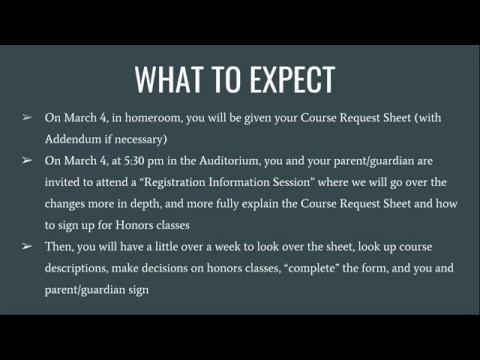 WHAT TO EXPECT
➢ On March 4, in homeroom, you will be given your Course Request Sheet (with
Addendum if necessary)
➢ On March 4, at 5:30 pm in the Auditorium, you and your parent/guardian are
invited to attend a “Registration Information Session” where we will go over the
changes more in depth, and more fully explain the Course Request Sheet and how
to sign up for Honors classes
➢ Then, you will have a little over a week to look over the sheet, look up course
descriptions, make decisions on honors classes, “complete” the form, and you and
parent/guardian sign